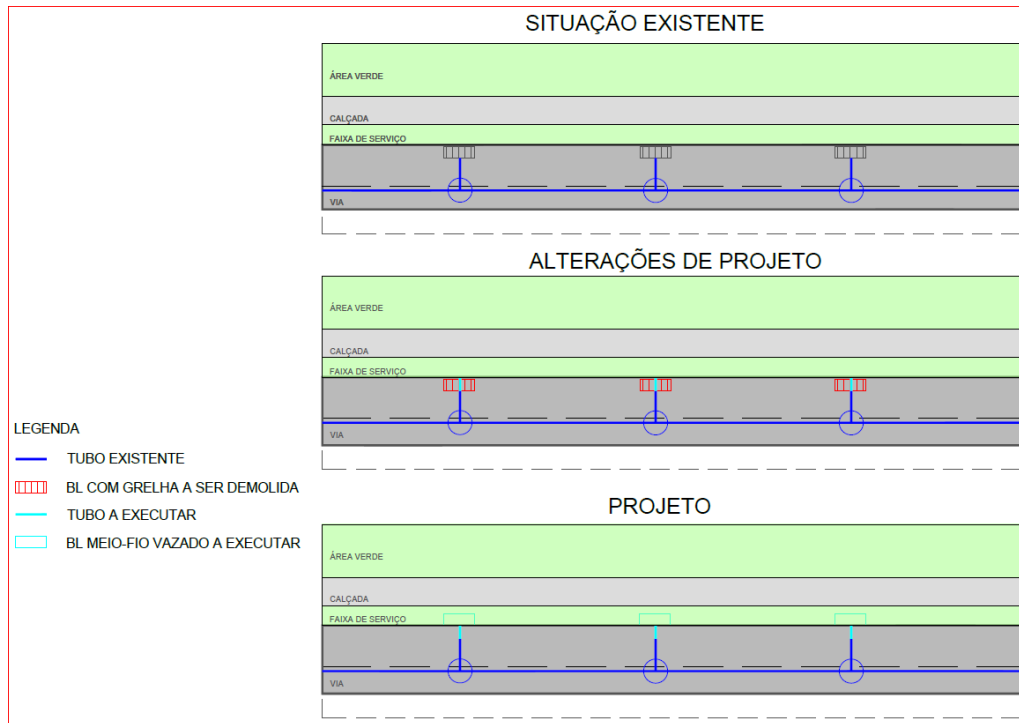 SITUAÇÃO EXISTENTE
ÁREA VERDE
CALÇADA
FAIXA DE SERVIÇO
VIA
ALTERAÇÕES DE PROJETO
ÁREA VERDE
CALÇADA
FAIXA DE SERVIÇO
VIA
LEGENDA
TUBO EXISTENTE
BL COM GRELHA A SER DEMOLIDA
TUBO A EXECUTAR
BL MEIO-FIO VAZADO A EXECUTAR
PROJETO
ÁREA VERDE
CALÇADA
FAIXA DE SERVIÇO
VIA